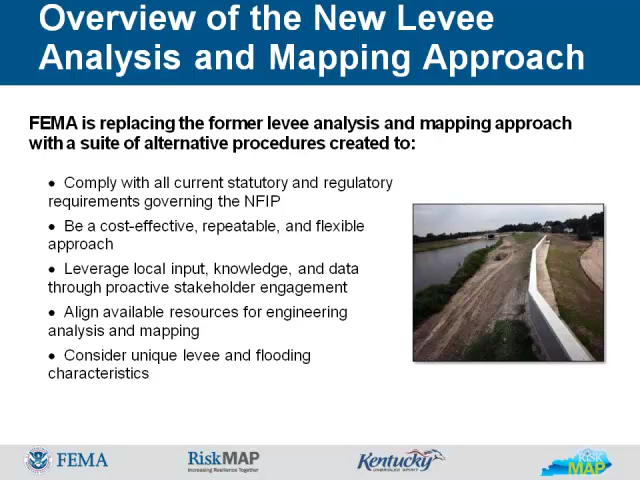 Overview of the New Levee
Analysis and Mapping Approach
FEMA is replacing the former levee analysis and mapping approach
with a suite of alternative procedures created to:
• Comply with all current statutory and regulatory
requirements governing the NFIP
• Be a cost-effective, repeatable, and flexible
approach
• Leverage local input, knowledge, and data
through proactive stakeholder engagement
• Align available resources for engineering
analysis and mapping
• Consider unique levee and flooding
characteristics
FEMA
RiskMAP
Increasing Resilience Together
Kentucky
UNBRIDLED SPIRIT
RISK
MAP